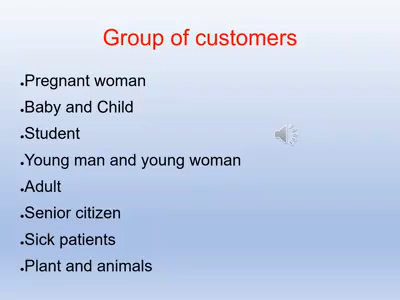 Group of customers
●Pregnant woman
●Baby and Child
●Student
●Young man and young woman
●Adult
●Senior citizen
●Sick patients
●Plant and animals